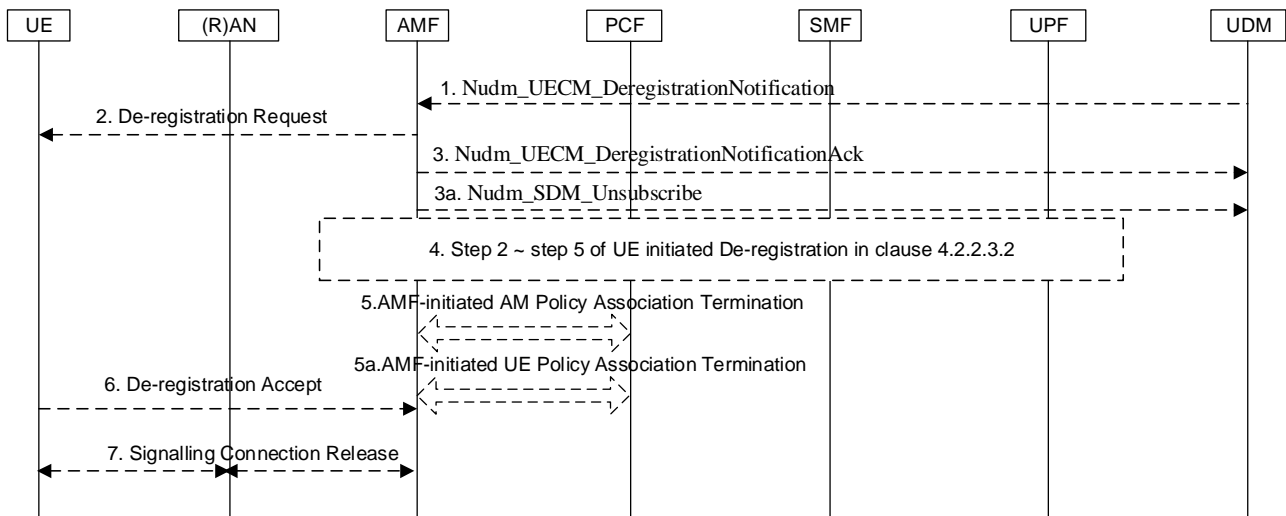 UE (R)AN AMF PCF SMF UPF UDM
1. Nudm_UECM_DeregistrationNotification
2. De-registration Request
3. Nudm_UECM_DeregistrationNotificationAck
3a. Nudm_SDM_Unsubscribe
4. Step 2 ~ step 5 of UE initiated De-registration in clause 4.2.2.3.2
5.AMF-initiated AM Policy Association Termination
5a.AMF-initiated UE Policy Association Termination
6. De-registration Accept
7. Signalling Connection Release